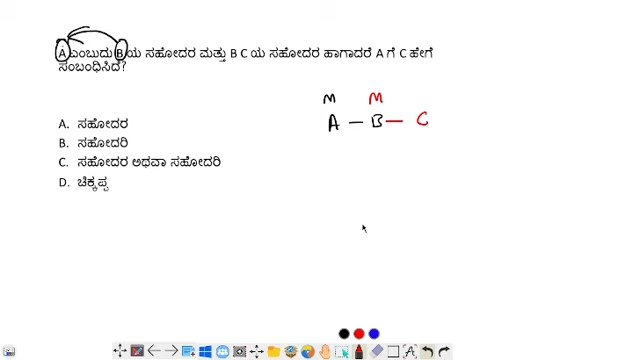 A ಎಂಬುದು B ಯ ಸಹೋದರ ಮತ್ತು B C ಯ ಸಹೋದರ ಹಾಗಾದರೆ A ಗೆ C ಹೇಗೆ
ಸಂಬಂಧಿಸಿದೆ?
M M
A — B — C
A. ಸಹೋದರ
B. ಸಹೋದರಿ
C. ಸಹೋದರ ಅಥವಾ ಸಹೋದರಿ
D. ಚಿಕ್ಕಪ್ಪ